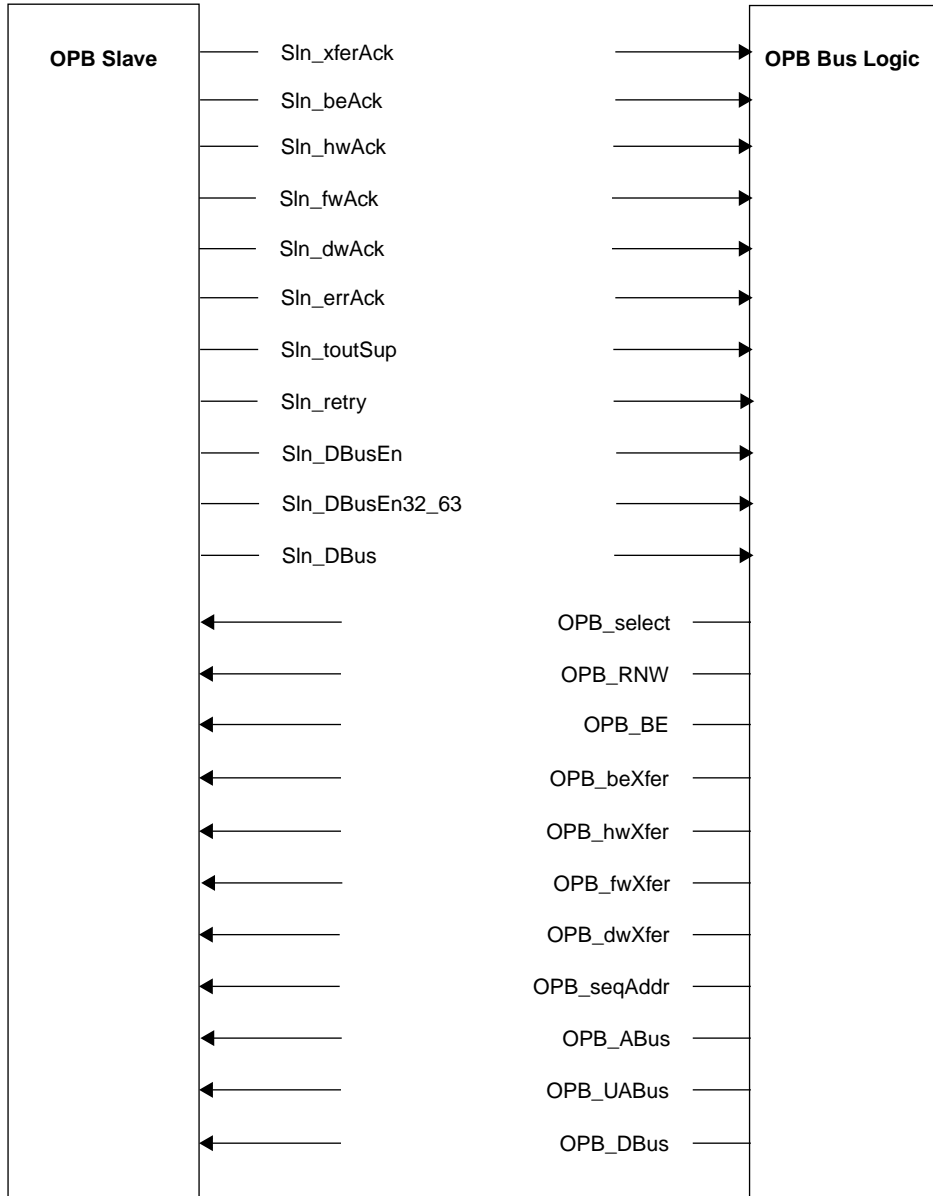 OPB Slave
OPB Bus Logic
Sln_xferAck
Sln_beAck
Sln_hwAck
Sln_fwAck
Sln_dwAck
Sln_errAck
Sln_toutSup
Sln_retry
Sln_DBusEn
Sln_DBusEn32_63
Sln_DBus
OPB_select
OPB_RNW
OPB_BE
OPB_beXfer
OPB_hwXfer
OPB_fwXfer
OPB_dwXfer
OPB_seqAddr
OPB_ABus
OPB_UABus
OPB_DBus